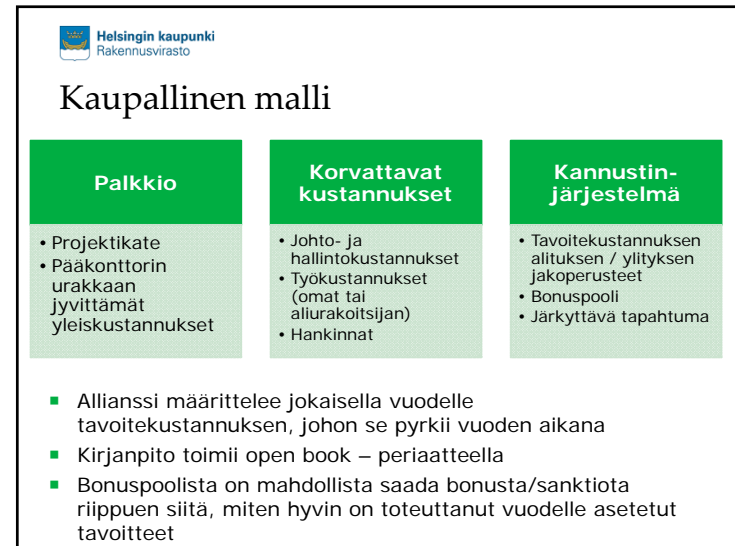 Helsingin kaupunki
Rakennusvirasto
Kaupallinen malli
Palkkio
• Projektikate
• Pääkonttorin
urakkaan
jyvittämät
yleiskustannukset
Korvattavat
kustannukset
• Johto- ja
hallintokustannukset
• Työkustannukset
(omat tai
aliurakoitsijan)
• Hankinnat
Kannustin-
järjestelmä
• Tavoitekustannuksen
alituksen / ylityksen
jakoperusteet
• Bonuspooli
• Järkyttävä tapahtuma
▪ Allianssi määrittelee jokaisella vuodelle
tavoitekustannuksen, johon se pyrkii vuoden aikana
▪ Kirjanpito toimii open book – periaatteella
▪ Bonuspoolista on mahdollista saada bonusta/sanktiota
riippuen siitä, miten hyvin on toteuttanut vuodelle asetetut
tavoitteet